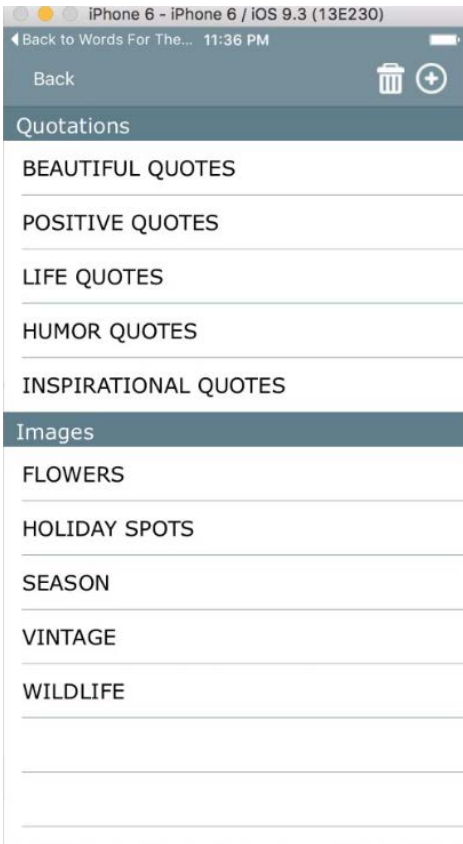 iPhone 6 - iPhone 6 / iOS 9.3 (13E230)
Back to Words For The... 11:36 PM
Back
Quotations
BEAUTIFUL QUOTES
POSITIVE QUOTES
LIFE QUOTES
HUMOR QUOTES
INSPIRATIONAL QUOTES
Images
FLOWERS
HOLIDAY SPOTS
SEASON
VINTAGE
WILDLIFE